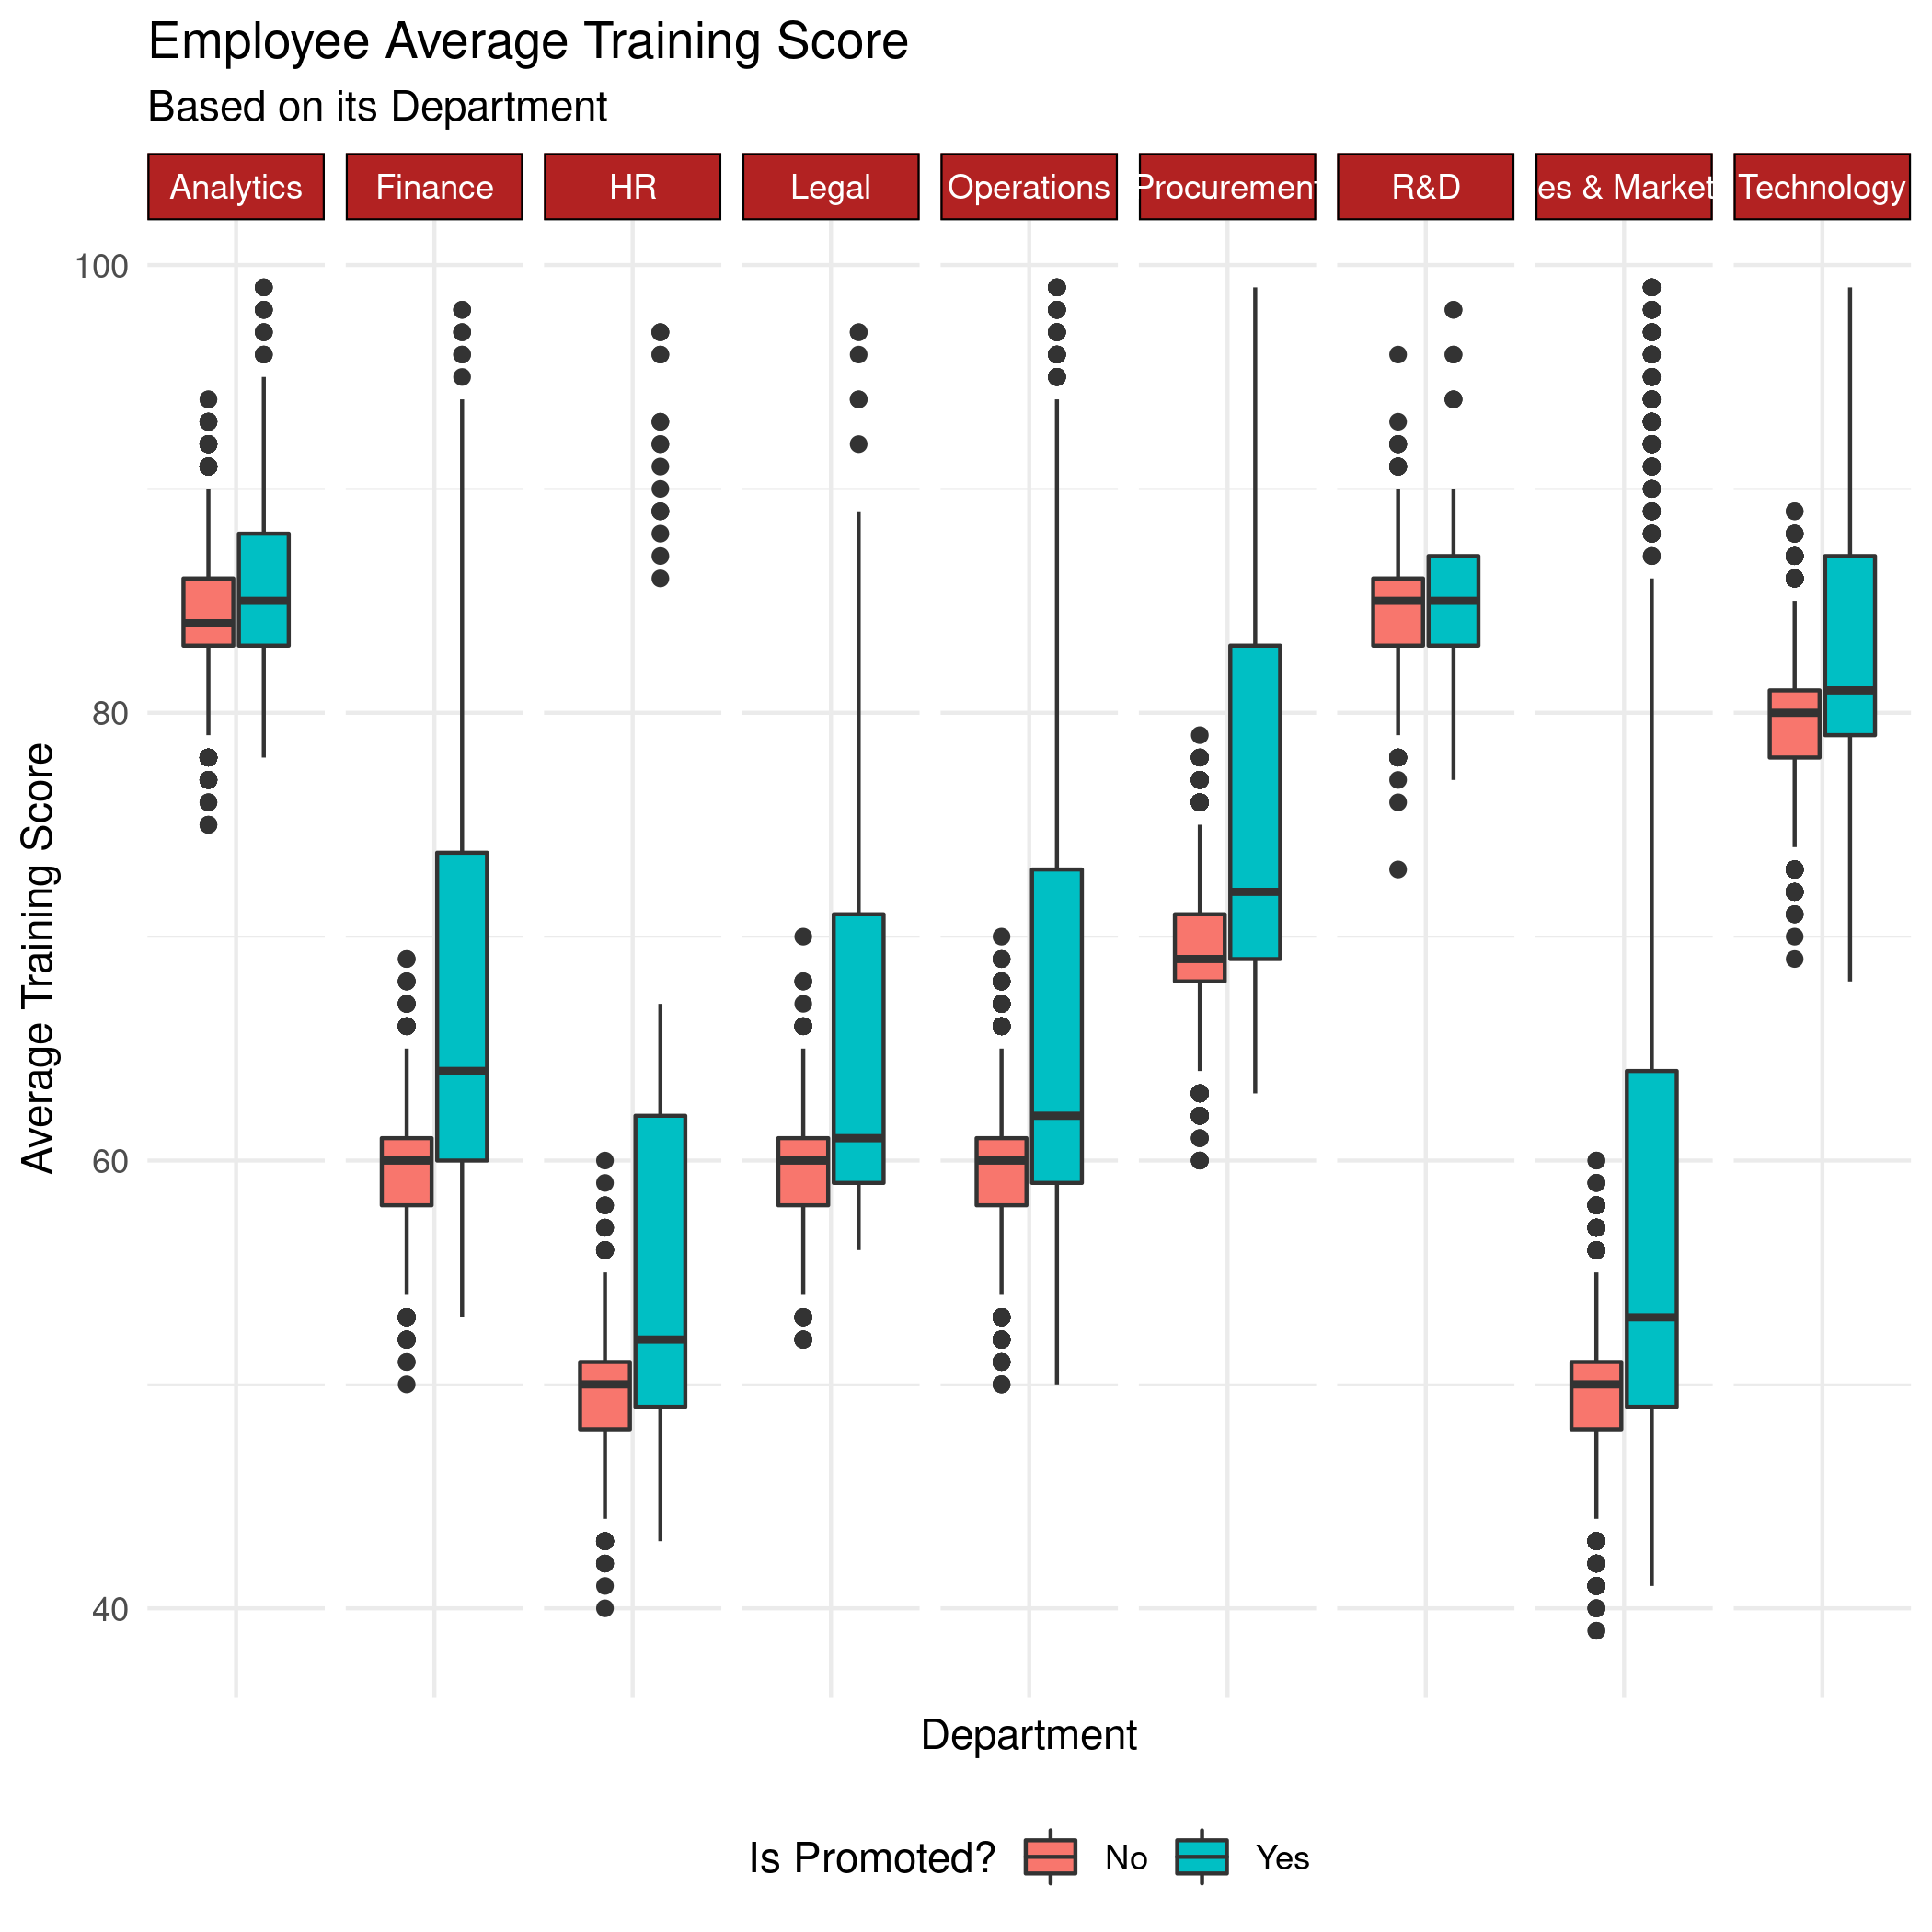 Employee Average Training Score
Based on its Department
Analytics Finance HR Legal Operations Procurement R&D es & Market Technology
100
80
60
40
Average Training Score
Department
Is Promoted? No Yes